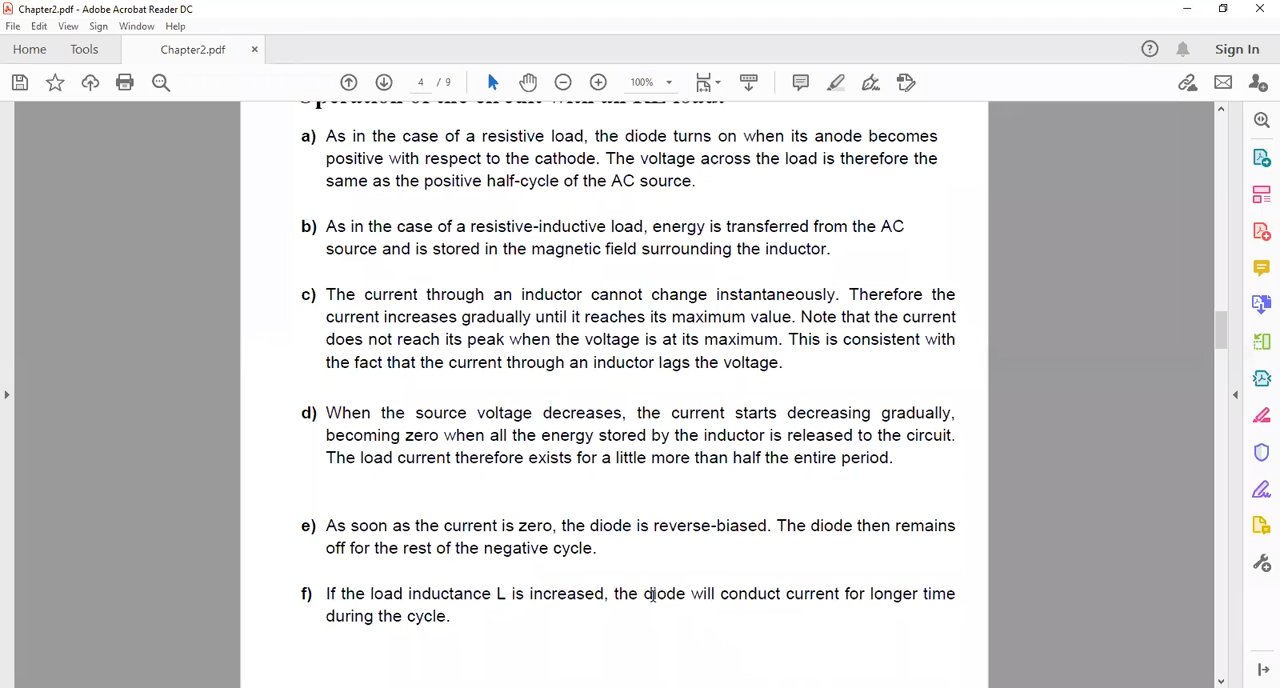 Chapter2.pdf - Adobe Acrobat Reader DC
File Edit View Sign Window Help
Home Tools Chapter2.pdf × Sign In
4 / 9 100%
Operation of the circuit with an RL load:
a) As in the case of a resistive load, the diode turns on when its anode becomes
positive with respect to the cathode. The voltage across the load is therefore the
same as the positive half-cycle of the AC source.
b) As in the case of a resistive-inductive load, energy is transferred from the AC
source and is stored in the magnetic field surrounding the inductor.
c) The current through an inductor cannot change instantaneously. Therefore the
current increases gradually until it reaches its maximum value. Note that the current
does not reach its peak when the voltage is at its maximum. This is consistent with
the fact that the current through an inductor lags the voltage.
d) When the source voltage decreases, the current starts decreasing gradually,
becoming zero when all the energy stored by the inductor is released to the circuit.
The load current therefore exists for a little more than half the entire period.
e) As soon as the current is zero, the diode is reverse-biased. The diode then remains
off for the rest of the negative cycle.
f) If the load inductance L is increased, the diode will conduct current for longer time
during the cycle.